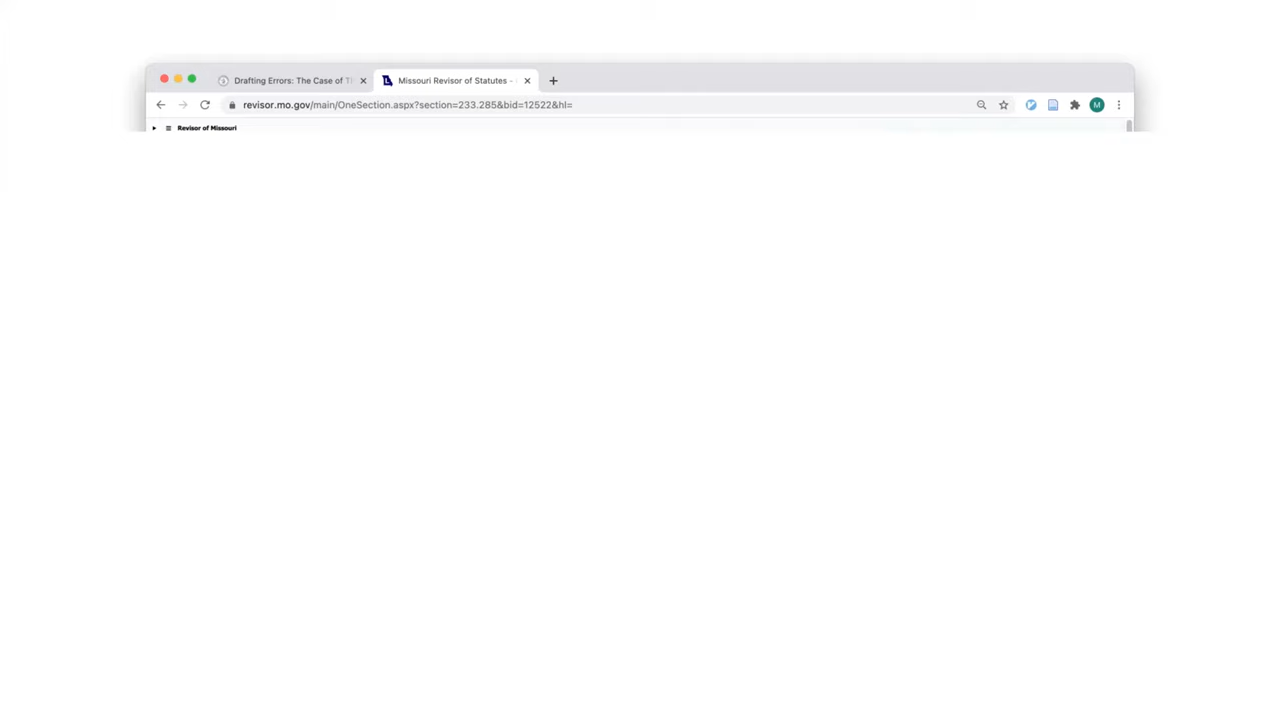 Drafting Errors: The Case of Th
Missouri Revisor of Statutes -
revisor.mo.gov/main/OneSection.aspx?section=233.285&bid=12522&hl=
M
Revisor of Missouri